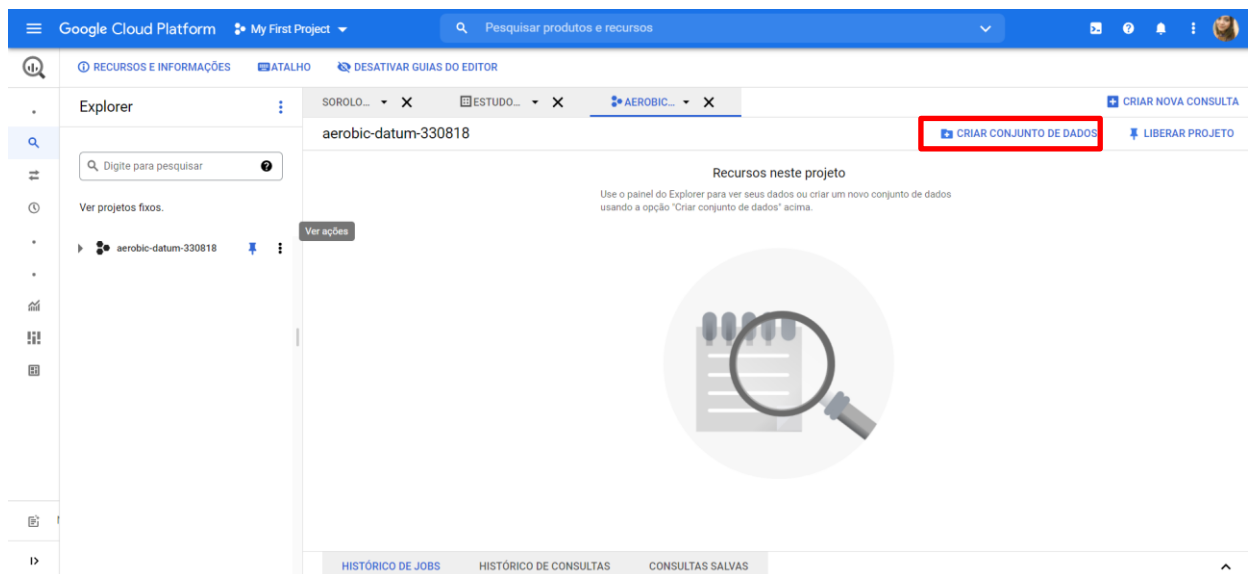 Google Cloud Platform My First Project Pesquisar produtos e recursos
RECURSOS E INFORMAÇÕES ATALHO DESATIVAR GUIAS DO EDITOR
Explorer
SOROLO... ESTUDO... AEROBIC... CRIAR NOVA CONSULTA
aerobic-datum-330818 CRIAR CONJUNTO DE DADOS LIBERAR PROJETO
Digite para pesquisar
Ver projetos fixos.
aerobic-datum-330818
Ver ações
Recursos neste projeto
Use o painel do Explorer para ver seus dados ou criar um novo conjunto de dados
usando a opção "Criar conjunto de dados" acima.
HISTÓRICO DE JOBS HISTÓRICO DE CONSULTAS CONSULTAS SALVAS